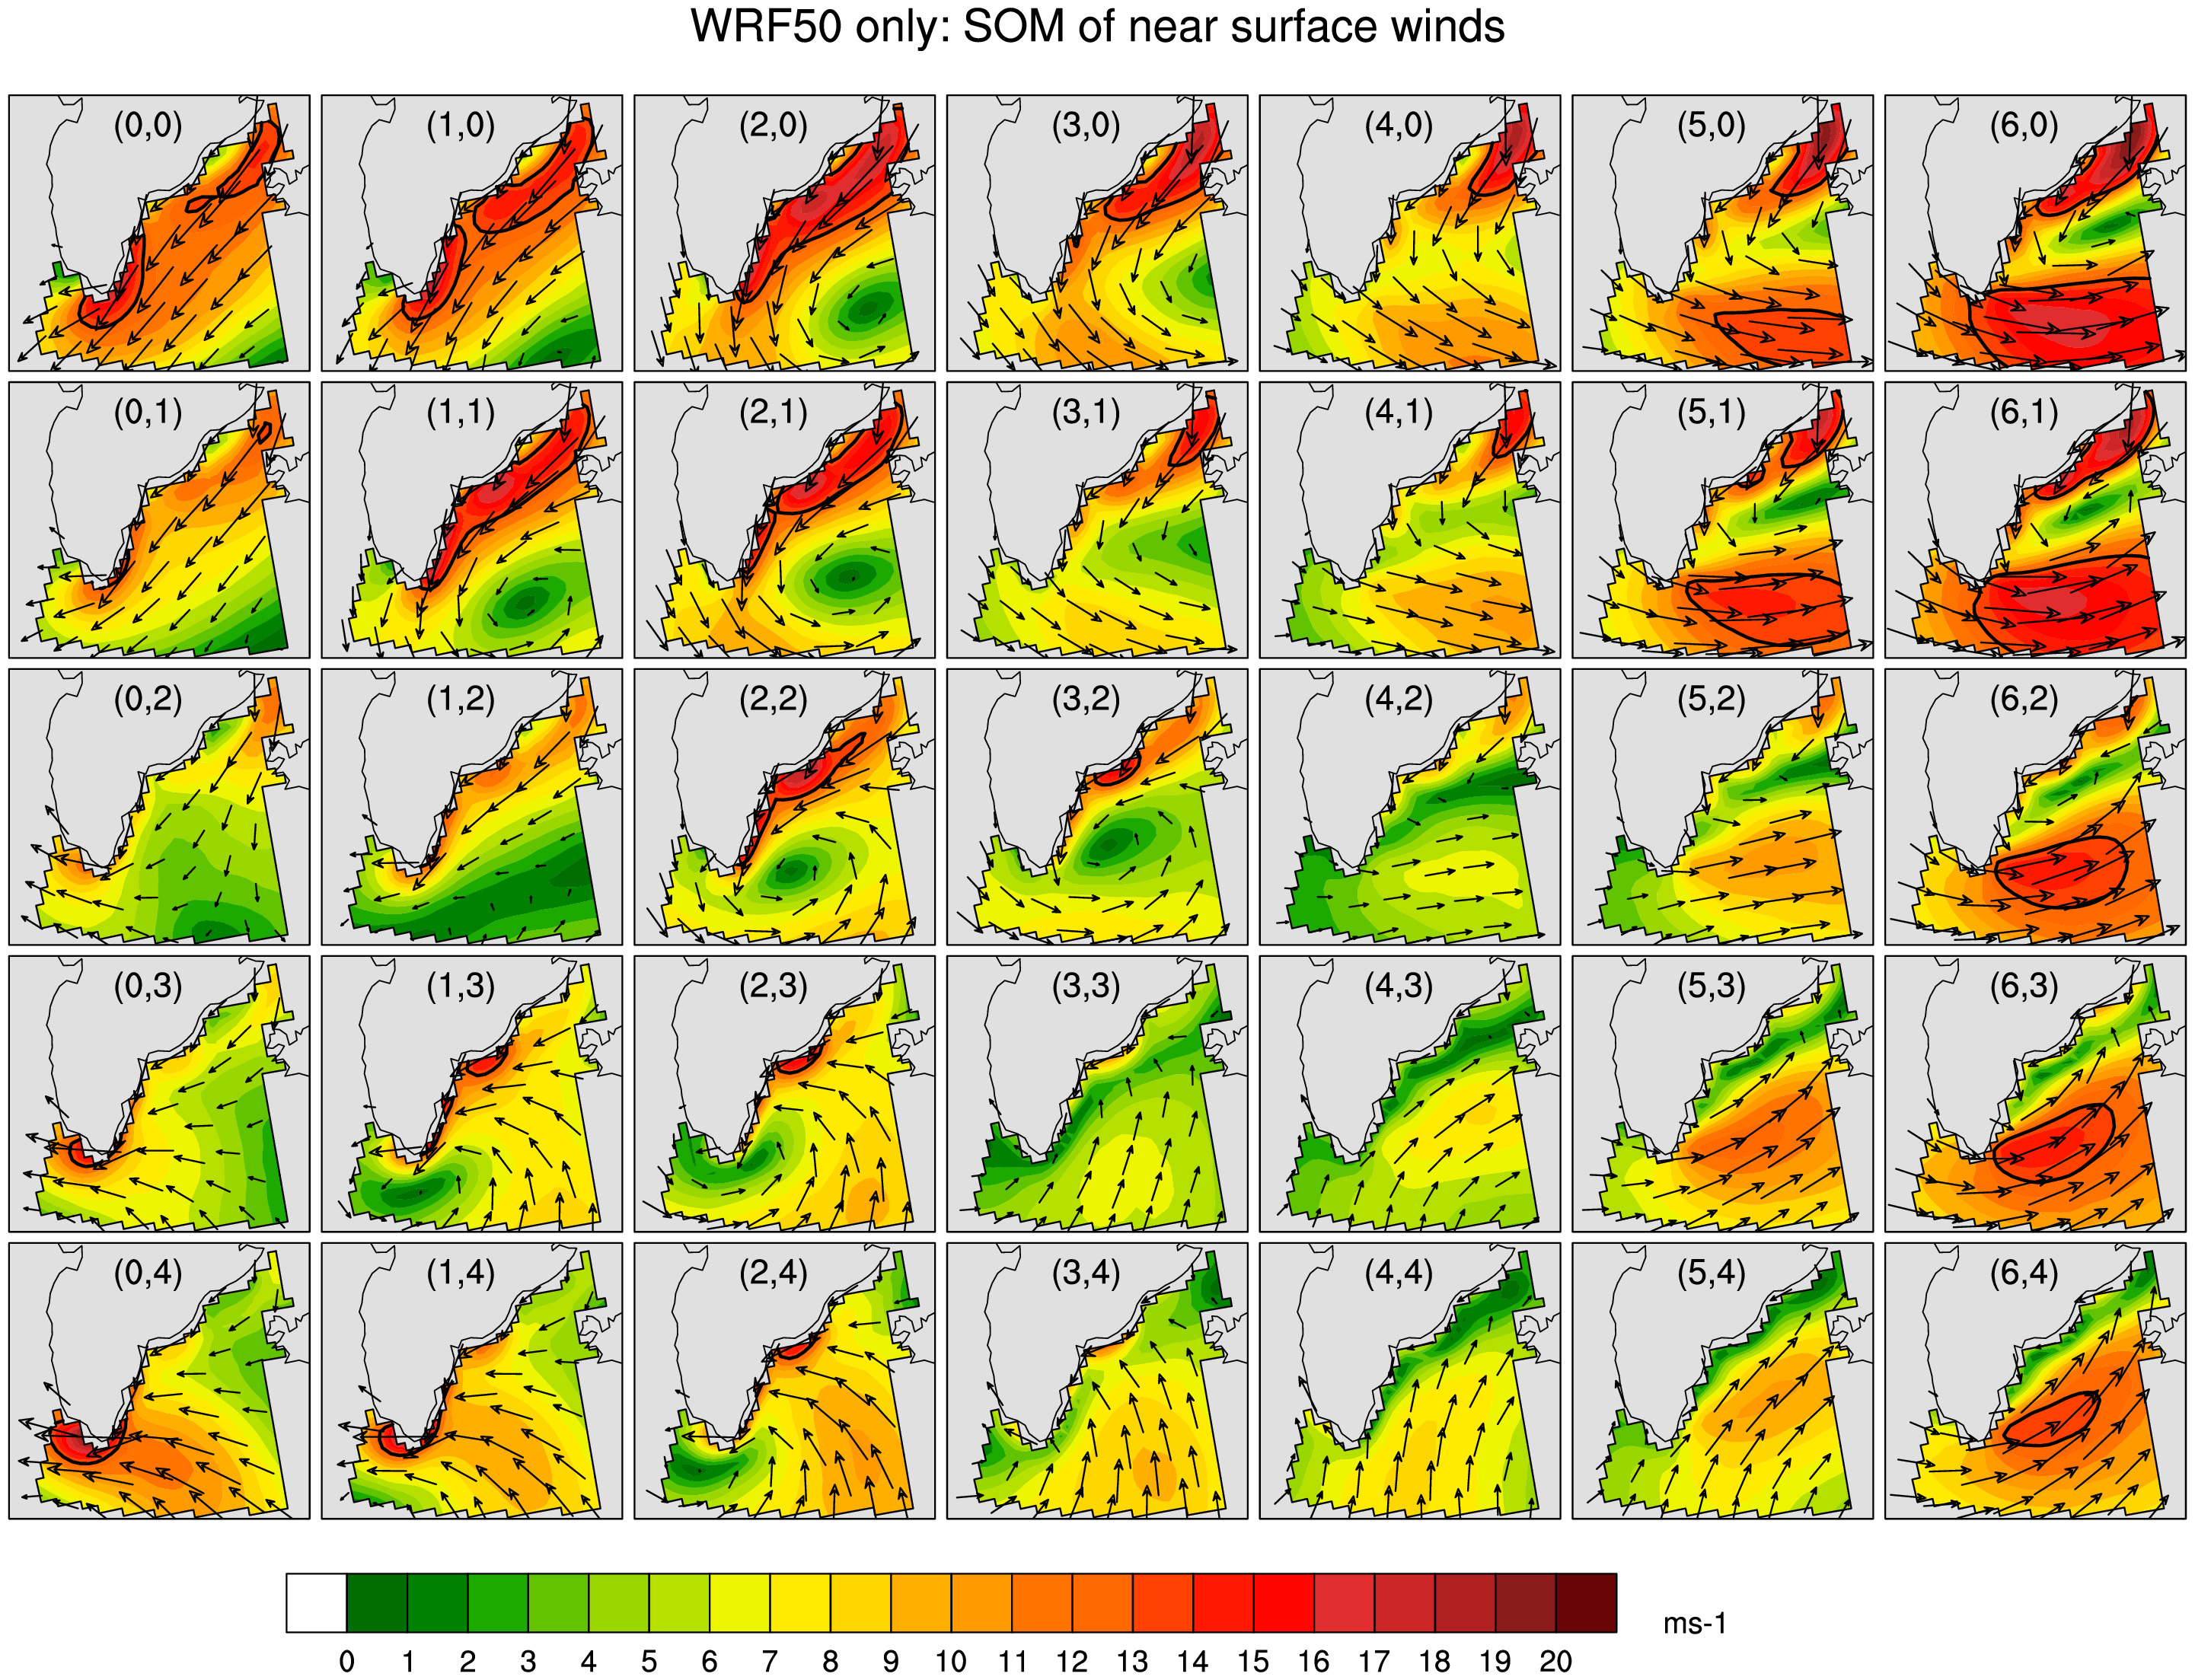 WRF50 only: SOM of near surface winds
(0,0) (1,0) (2,0) (3,0) (4,0) (5,0) (6,0)
(0,1) (1,1) (2,1) (3,1) (4,1) (5,1) (6,1)
(0,2) (1,2) (2,2) (3,2) (4,2) (5,2) (6,2)
(0,3) (1,3) (2,3) (3,3) (4,3) (5,3) (6,3)
(0,4) (1,4) (2,4) (3,4) (4,4) (5,4) (6,4)
ms-1
0 1 2 3 4 5 6 7 8 9 10 11 12 13 14 15 16 17 18 19 20